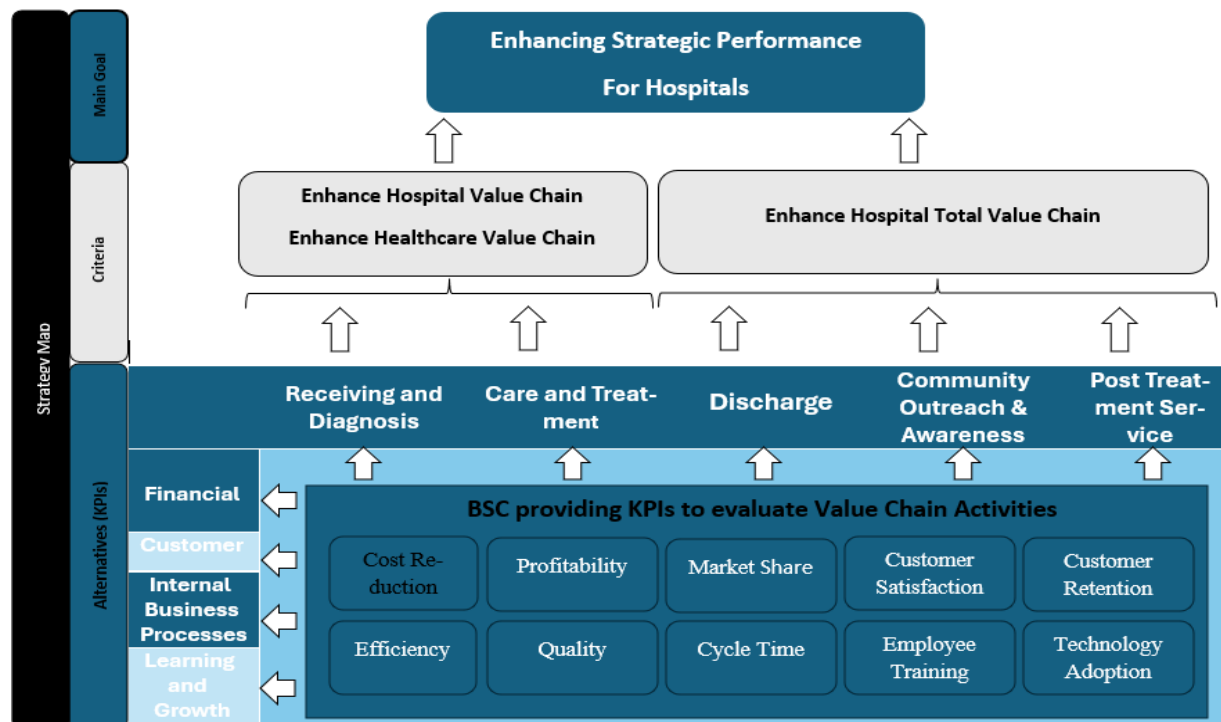 Enhancing Strategic Performance
For Hospitals
Main Goal
Strategy Map
Criteria
Enhance Hospital Value Chain
Enhance Healthcare Value Chain
Enhance Hospital Total Value Chain
Alternatives (KPIs)
Receiving and
Diagnosis
Care and Treat-
ment
Discharge
Community
Outreach &
Awareness
Post Treat-
ment Ser-
vice
Financial
Customer
Internal
Business
Processes
Learning
and
Growth
BSC providing KPIs to evaluate Value Chain Activities
Cost Re-
duction
Profitability
Market Share
Customer
Satisfaction
Customer
Retention
Efficiency
Quality
Cycle Time
Employee
Training
Technology
Adoption